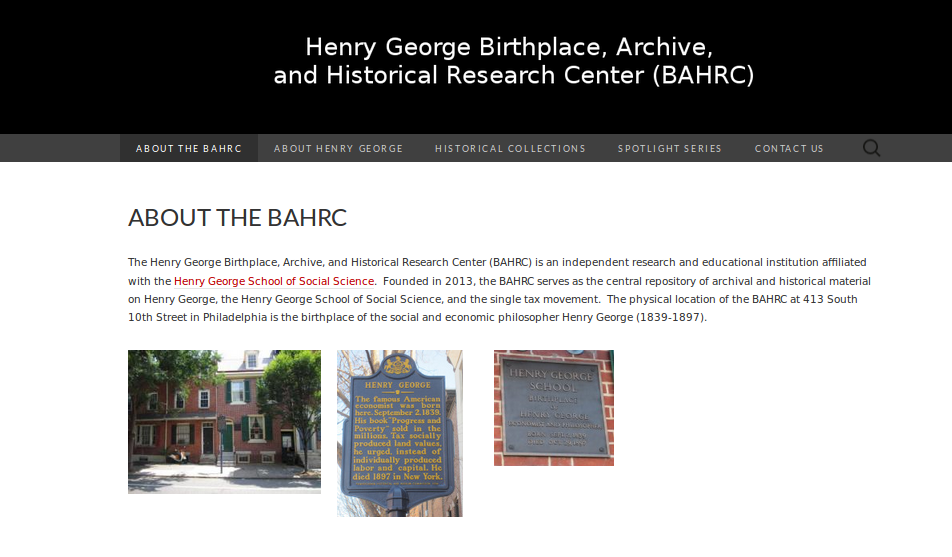 Henry George Birthplace, Archive,
and Historical Research Center (BAHRC)
ABOUT THE BAHRC
ABOUT HENRY GEORGE
HISTORICAL COLLECTIONS
SPOTLIGHT SERIES
CONTACT US
ABOUT THE BAHRC
The Henry George Birthplace, Archive, and Historical Research Center (BAHRC) is an independent research and educational institution affiliated
with the Henry George School of Social Science.  Founded in 2013, the BAHRC serves as the central repository of archival and historical material
on Henry George, the Henry George School of Social Science, and the single tax movement.  The physical location of the BAHRC at 413 South
10th Street in Philadelphia is the birthplace of the social and economic philosopher Henry George (1839-1897).
HENRY GEORGE
The famous American
economist was born
here, September 2, 1839.
His book "Progress and
Poverty" sold in the
millions. Tax socially
produced land values,
he urged, instead of
individually produced
labor and capital. He
died 1897 in New York.
HENRY GEORGE
SCHOOL
BIRTHPLACE
HENRY GEORGE